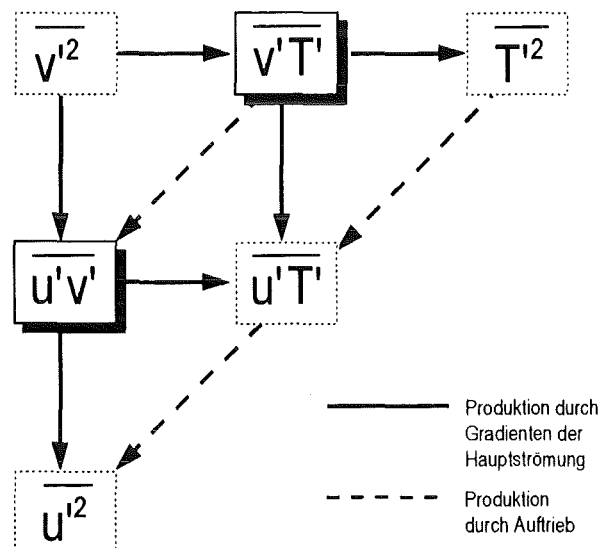 v'² v'T' T'²
u'v' u'T'
u'²
Produktion durch
Gradienten der
Hauptströmung
Produktion
durch Auftrieb